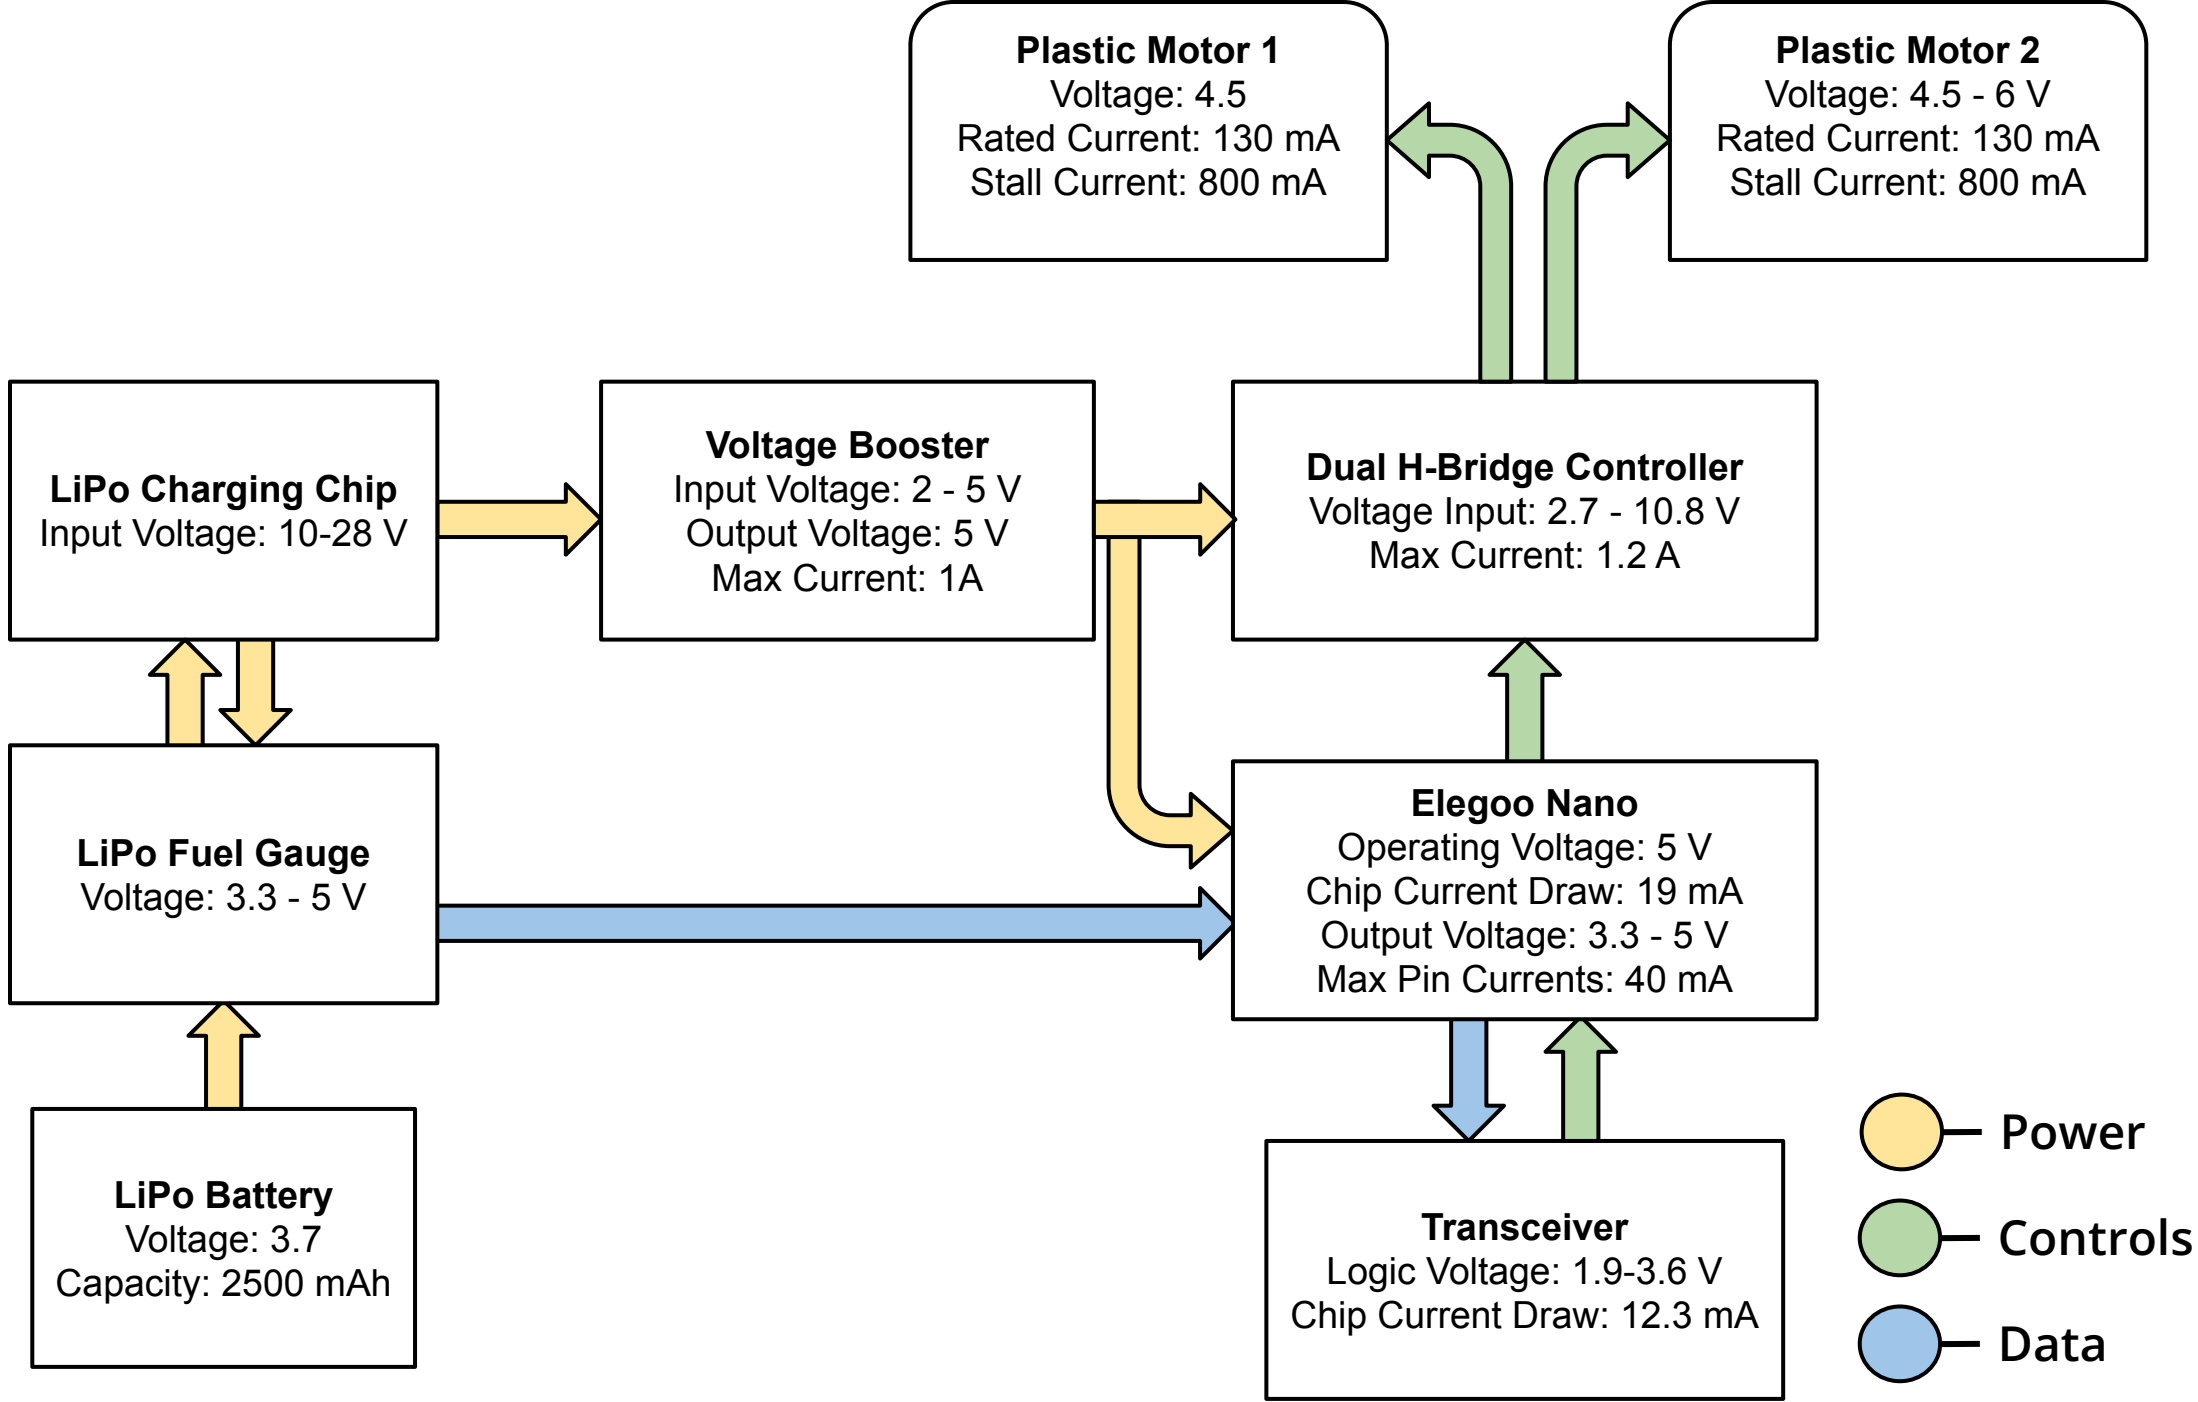 Plastic Motor 1
Voltage: 4.5
Rated Current: 130 mA
Stall Current: 800 mA
Plastic Motor 2
Voltage: 4.5 - 6 V
Rated Current: 130 mA
Stall Current: 800 mA
LiPo Charging Chip
Input Voltage: 10-28 V
Voltage Booster
Input Voltage: 2 - 5 V
Output Voltage: 5 V
Max Current: 1A
Dual H-Bridge Controller
Voltage Input: 2.7 - 10.8 V
Max Current: 1.2 A
LiPo Fuel Gauge
Voltage: 3.3 - 5 V
Elegoo Nano
Operating Voltage: 5 V
Chip Current Draw: 19 mA
Output Voltage: 3.3 - 5 V
Max Pin Currents: 40 mA
LiPo Battery
Voltage: 3.7
Capacity: 2500 mAh
Transceiver
Logic Voltage: 1.9-3.6 V
Chip Current Draw: 12.3 mA
Power
Controls
Data